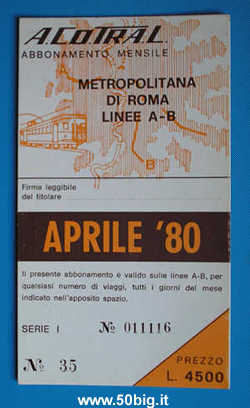 ACOTRAL
ABBONAMENTO MENSILE
METROPOLITANA
DI ROMA
LINEE A-B
A
B
Firma leggibile
del titolare
APRILE '80
Il presente abbonamento è valido sulle linee A-B, per
qualsiasi numero di viaggi, tutti i giorni del mese
indicato nell'apposito spazio.
SERIE I № 011116
№ 35
PREZZO
L. 4500
www.50big.it